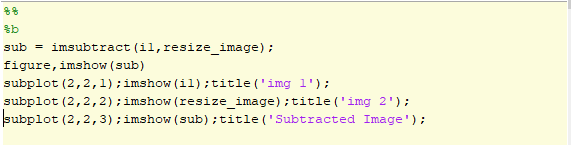 %%
%b
sub = imsubtract(i1,resize_image);
figure,imshow(sub)
subplot(2,2,1);imshow(i1);title('img 1');
subplot(2,2,2);imshow(resize_image);title('img 2');
subplot(2,2,3);imshow(sub);title('Subtracted Image');